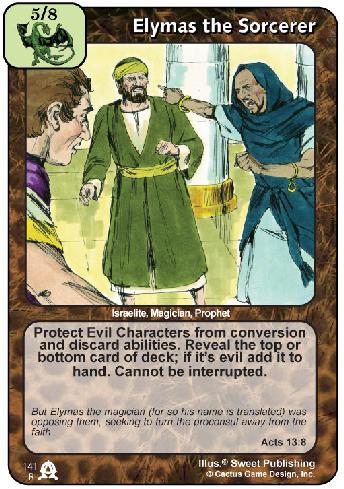 5/8
Elymas the Sorcerer
Israelite, Magician, Prophet
Protect Evil Characters from conversion
and discard abilities. Reveal the top or
bottom card of deck; if it's evil add it to
hand. Cannot be interrupted.
But Elymas the magician (for so his name is translated) was
opposing them, seeking to turn the proconsul away from the
faith
Acts 13:8
141
R
Illus.® Sweet Publishing
© Cactus Game Design, Inc.